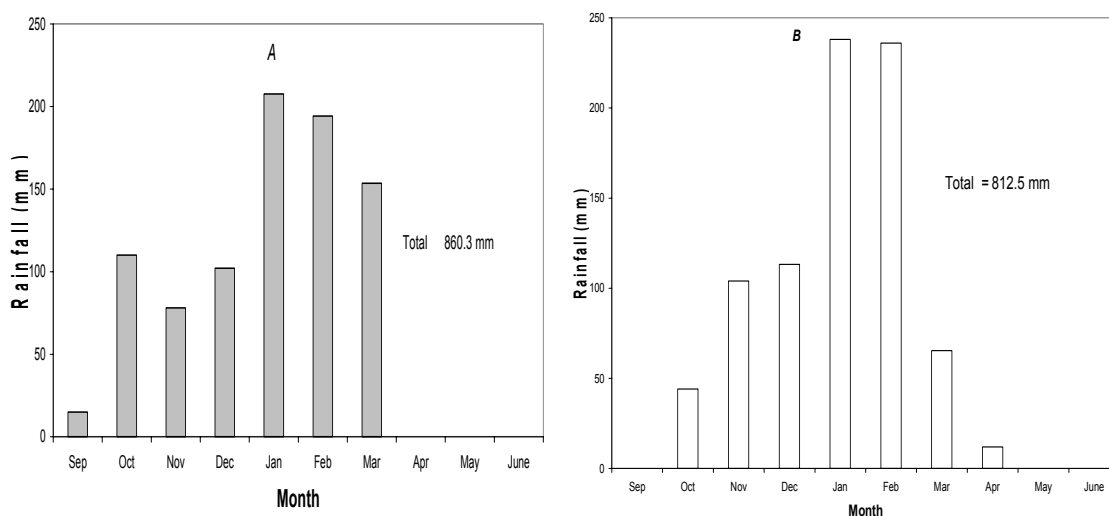 A
250
200
150
100
50
0
Rainfall (mm)
Total 860.3 mm
Sep Oct Nov Dec Jan Feb Mar Apr May June
Month
B
250
200
150
100
50
0
Rainfall (mm)
Total = 812.5 mm
Sep Oct Nov Dec Jan Feb Mar Apr May June
Month